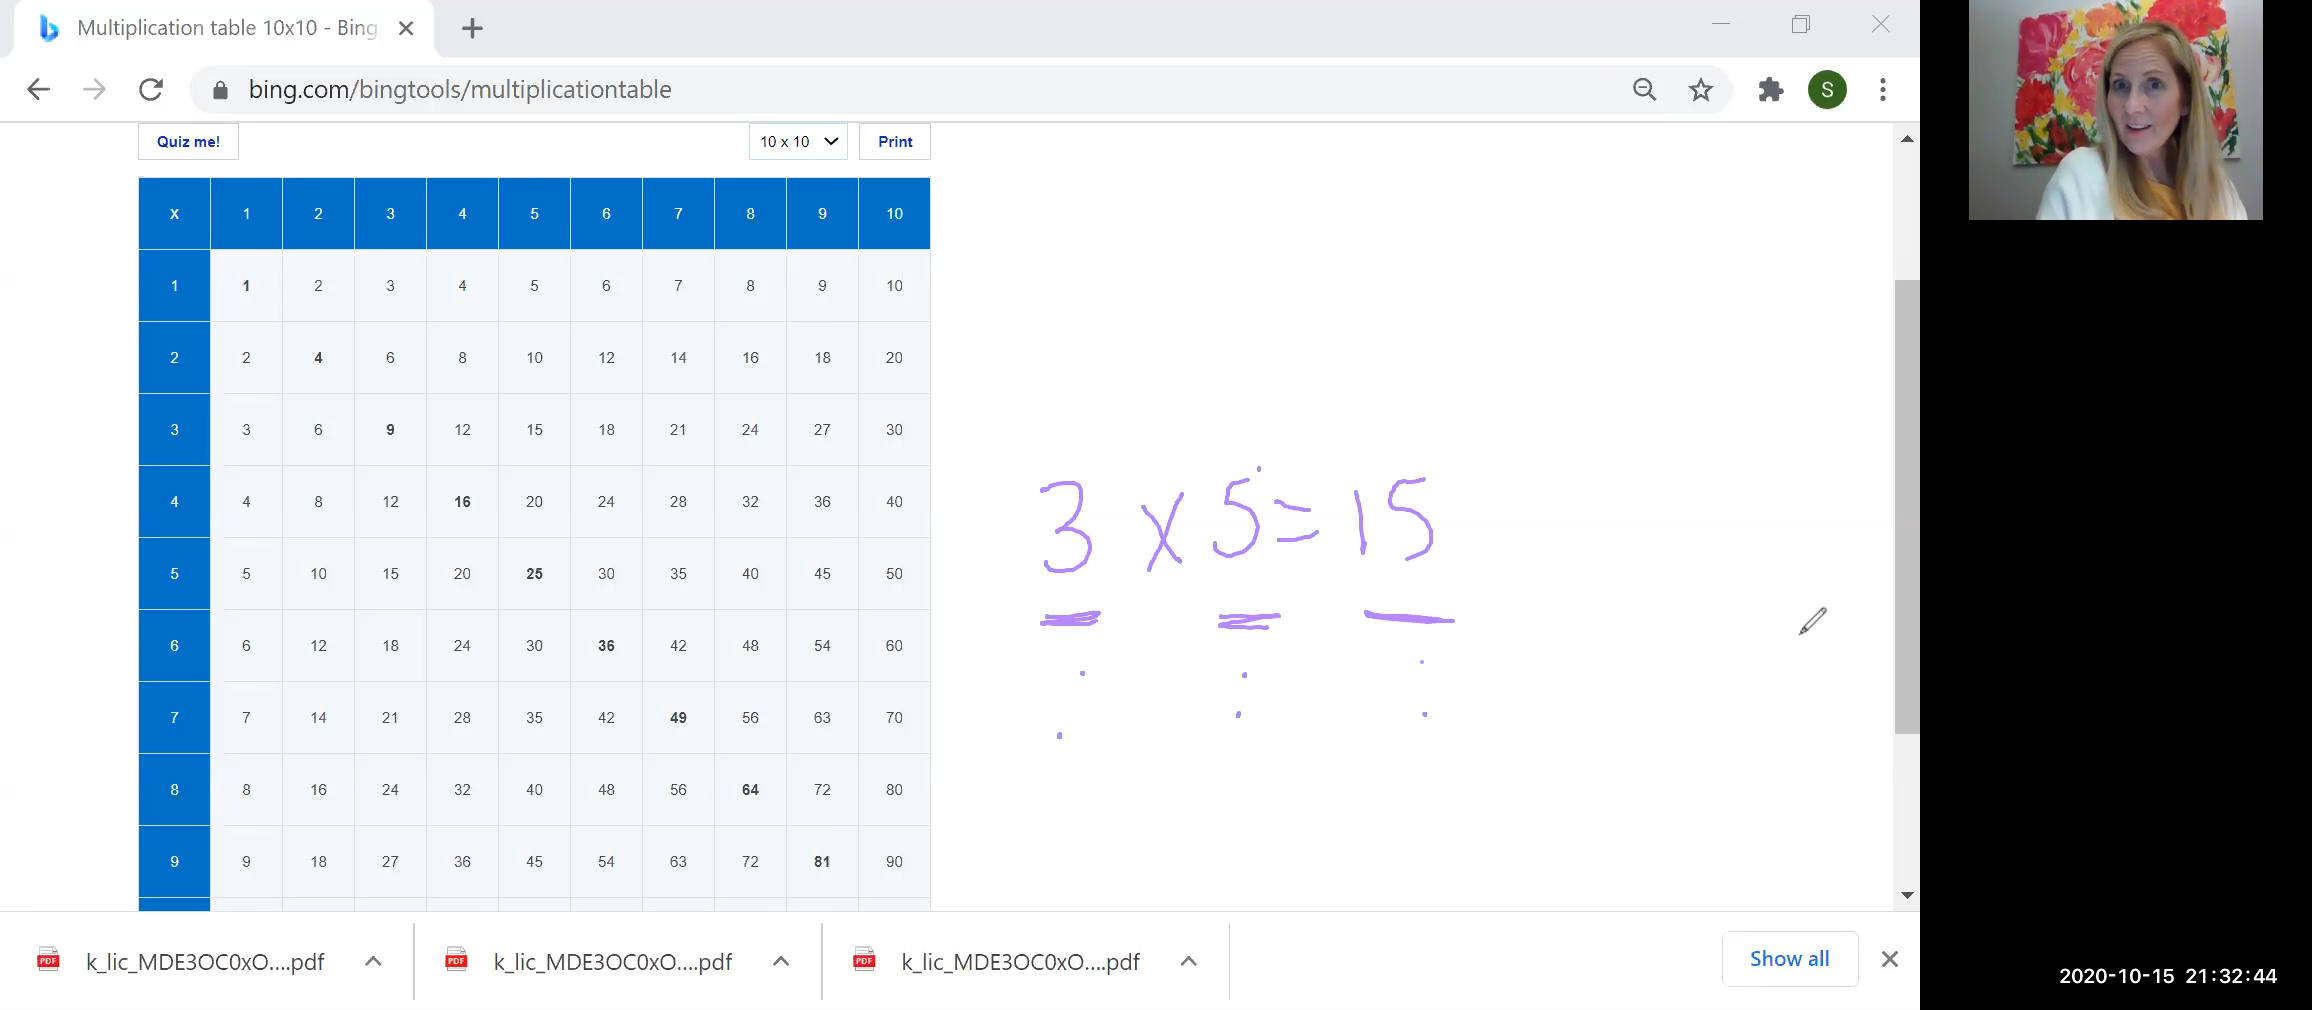 Multiplication table 10x10 - Bing
bing.com/bingtools/multiplicationtable
S
Quiz me!
10 x 10
Print
X 1 2 3 4 5 6 7 8 9 10
1 1 2 3 4 5 6 7 8 9 10
2 2 4 6 8 10 12 14 16 18 20
3 3 6 9 12 15 18 21 24 27 30
4 4 8 12 16 20 24 28 32 36 40
5 5 10 15 20 25 30 35 40 45 50
6 6 12 18 24 30 36 42 48 54 60
7 7 14 21 28 35 42 49 56 63 70
8 8 16 24 32 40 48 56 64 72 80
9 9 18 27 36 45 54 63 72 81 90
3 x 5 = 15
PDF k_lic_MDE3OC0xO....pdf
PDF k_lic_MDE3OC0xO....pdf
PDF k_lic_MDE3OC0xO....pdf
Show all
2020-10-15 21:32:44